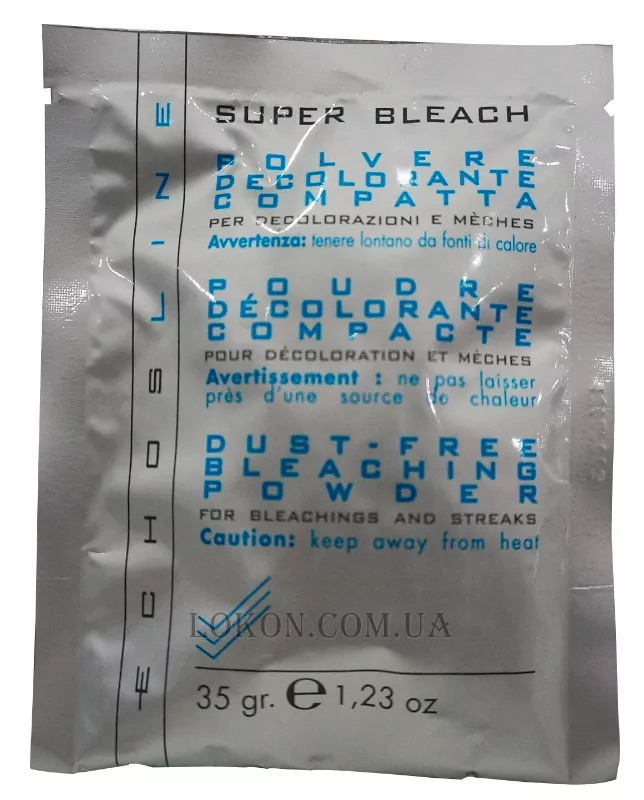 ECHOSLINE
SUPER BLEACH
POLVERE
DECOLORANTE
COMPATTA
PER DECOLORAZIONI E MÈCHES
Avvertenza: tenere lontano da fonti di calore
POUDRE
DÉCOLORANTE
COMPACTE
POUR DÉCOLORATION ET MÈCHES
Avertissement : ne pas laisser
près d'une source de chaleur
DUST-FREE
BLEACHING
POWDER
FOR BLEACHINGS AND STREAKS
Caution: keep away from heat
LOKON.COM.UA
35 gr. e 1,23 oz